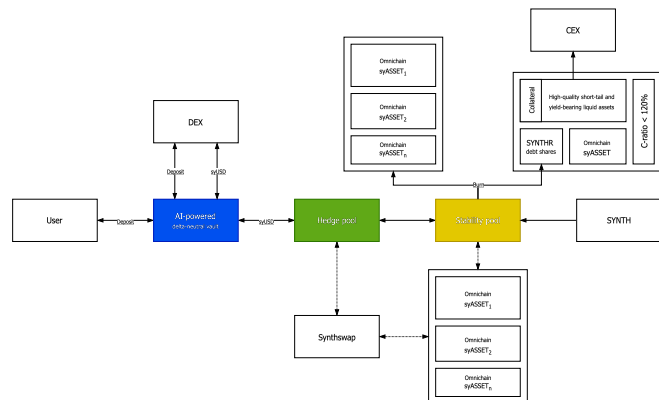 CEX
Omnichain
syASSET1
Omnichain
syASSET2
Omnichain
syASSETn
Collateral
High-quality short-tail and
yield-bearing liquid assets
C-ratio < 120%
SYNTHR
debt shares
Omnichain
syASSET
DEX
Deposit
syUSD
Burn
User
Deposit
AI-powered
delta-neutral vault
syUSD
Hedge pool
Stability pool
SYNTH
Synthswap
Omnichain
syASSET1
Omnichain
syASSET2
Omnichain
syASSETn